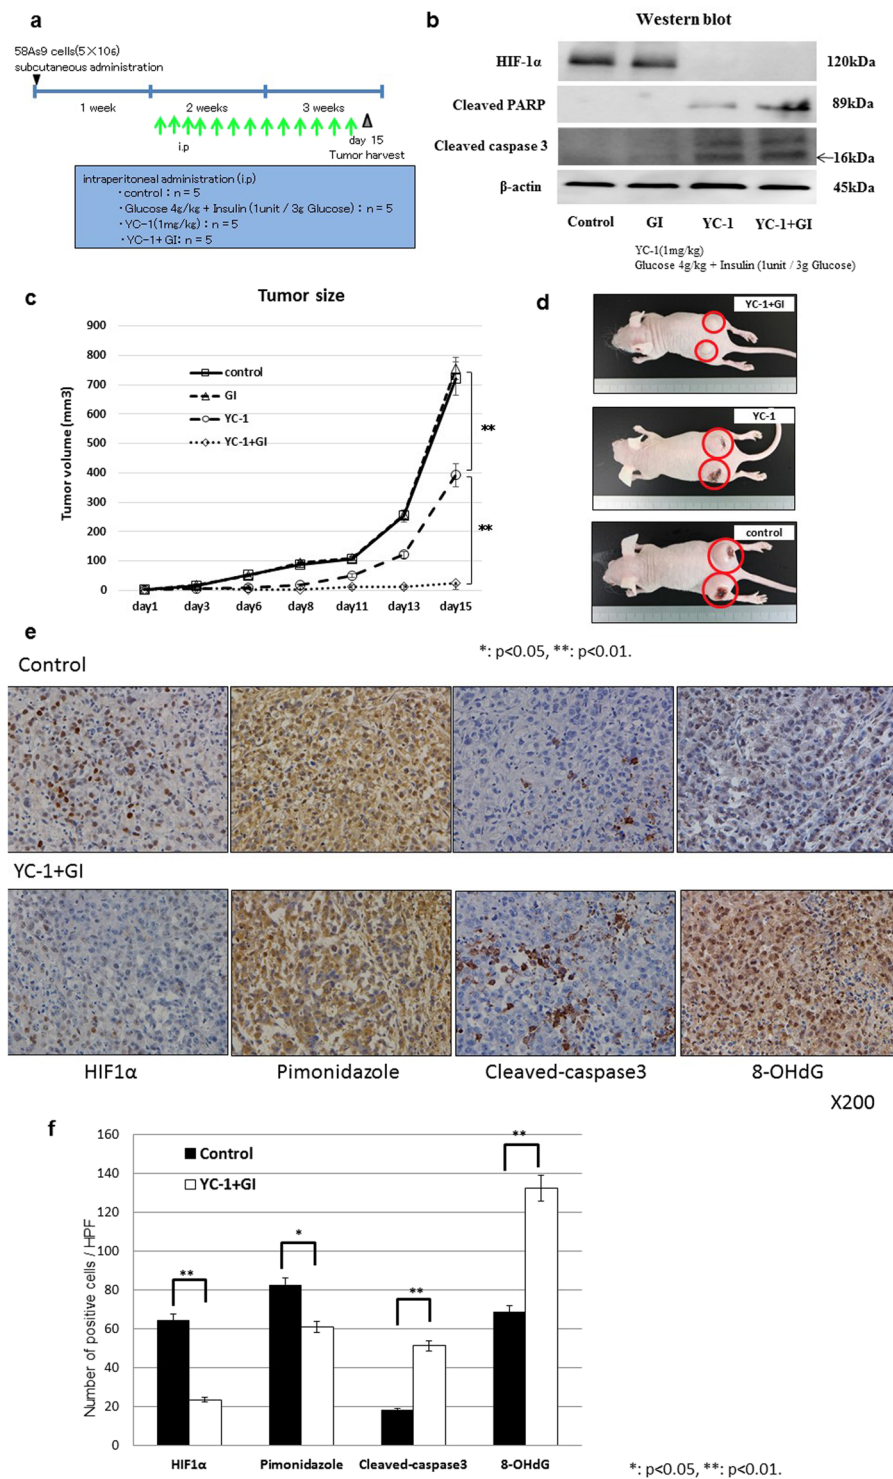 a
58As9 cells(5×106)
subcutaneous administration
1 week
2 weeks
3 weeks
i.p
day 15
Tumor harvest
intraperitoneal administration (i.p)
・control : n = 5
・Glucose 4g/kg + Insulin (1unit / 3g Glucose) : n = 5
・YC-1(1mg/kg) : n = 5
・YC-1+ GI: n = 5
b
Western blot
HIF-1α
120kDa
Cleaved PARP
89kDa
Cleaved caspase 3
16kDa
β-actin
45kDa
Control
GI
YC-1
YC-1+GI
YC-1(1mg/kg)
Glucose 4g/kg + Insulin (1unit / 3g Glucose)
c
Tumor size
Tumor volume (mm3)
900
800
700
600
500
400
300
200
100
0
control
GI
YC-1
YC-1+GI
**
**
day1
day3
day6
day8
day11
day13
day15
d
YC-1+GI
YC-1
control
*: p<0.05, **: p<0.01.
e
Control
YC-1+GI
HIF1α
Pimonidazole
Cleaved-caspase3
8-OHdG
X200
f
Number of positive cells / HPF
160
140
120
100
80
60
40
20
0
Control
YC-1+GI
**
*
**
**
HIF1α
Pimonidazole
Cleaved-caspase3
8-OHdG
*: p<0.05, **: p<0.01.